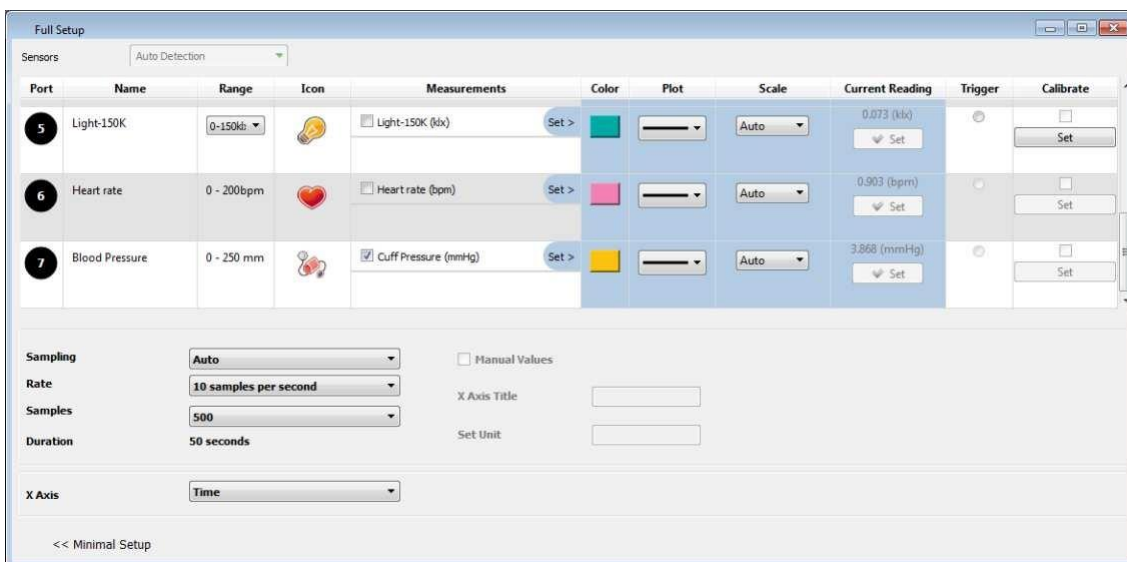 Full Setup
Sensors Auto Detection
Port Name Range Icon Measurements Color Plot Scale Current Reading Trigger Calibrate
5 Light-150K 0-150kl: Light-150K (klx) Set > Auto 0.073 (klx)
Set Set
6 Heart rate 0 - 200bpm Heart rate (bpm) Set > Auto 0.903 (bpm)
Set Set
7 Blood Pressure 0 - 250 mm Cuff Pressure (mmHg) Set > Auto 3.868 (mmHg)
Set Set
Sampling Auto Manual Values
Rate 10 samples per second
X Axis Title
Samples 500
Set Unit
Duration 50 seconds
X Axis Time
<< Minimal Setup